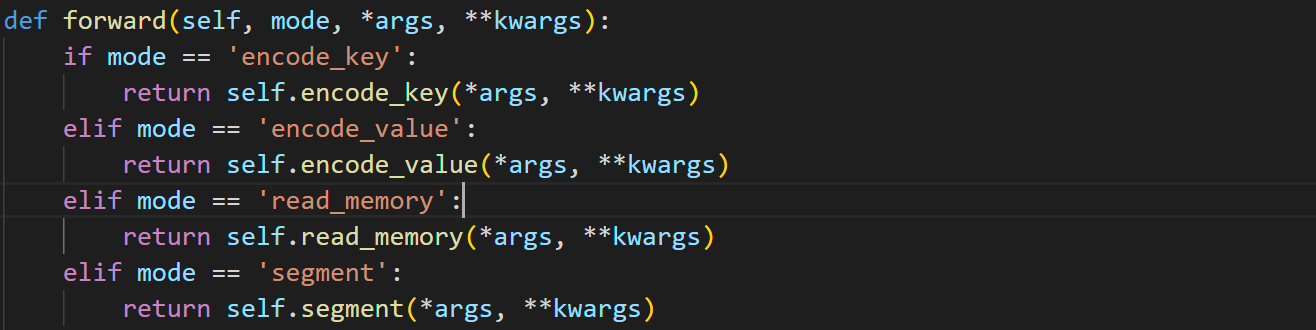 def forward(self, mode, *args, **kwargs):
    if mode == 'encode_key':
        return self.encode_key(*args, **kwargs)
    elif mode == 'encode_value':
        return self.encode_value(*args, **kwargs)
    elif mode == 'read_memory':
        return self.read_memory(*args, **kwargs)
    elif mode == 'segment':
        return self.segment(*args, **kwargs)